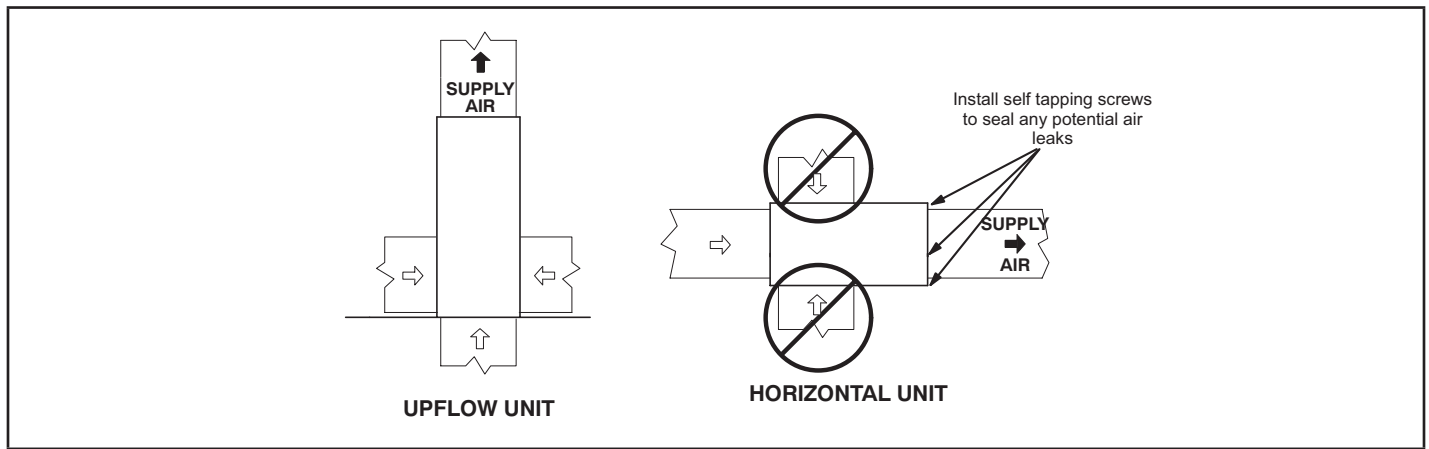 SUPPLY
AIR
UPFLOW UNIT
Install self tapping screws
to seal any potential air
leaks
SUPPLY
AIR
HORIZONTAL UNIT